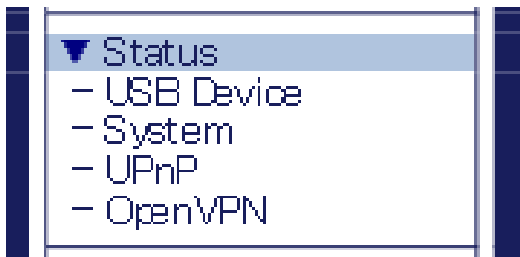 ▼ Status
– USB Device
– System
– UPnP
– OpenVPN